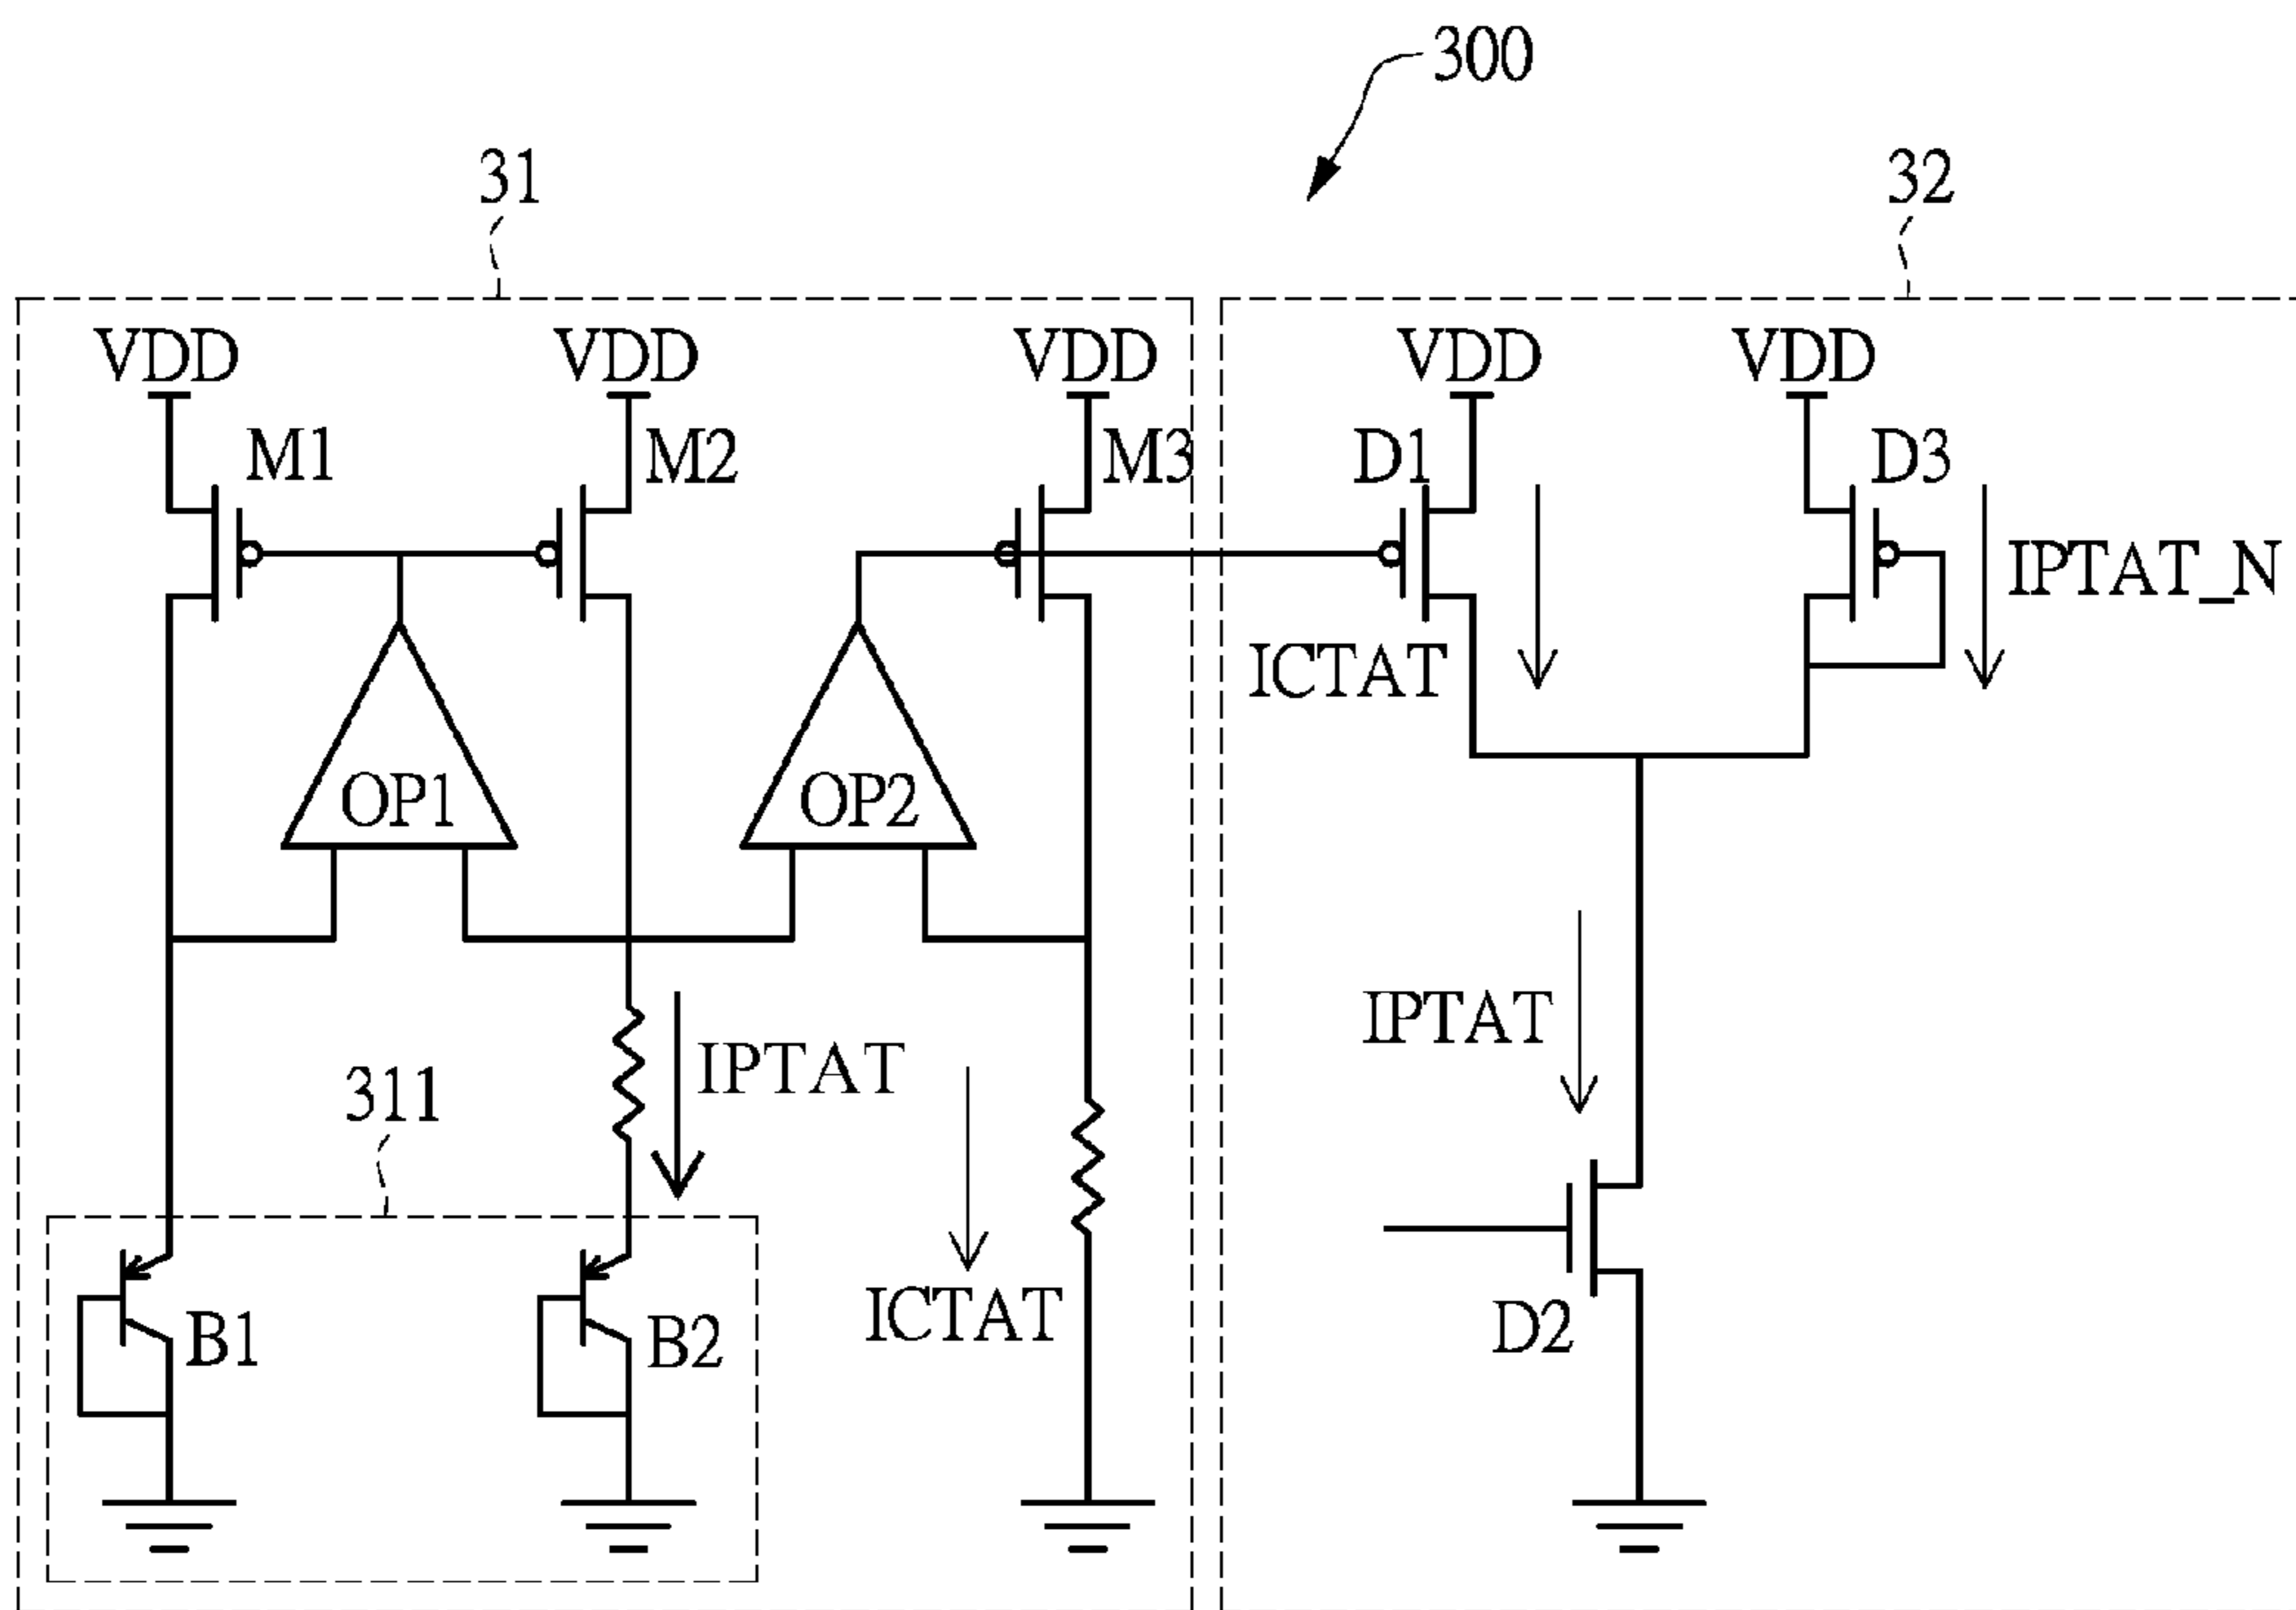 300
31
32
VDD
VDD
VDD
VDD
VDD
M1
M2
M3
D1
D3
IPTAT_N
ICTAT
OP1
OP2
IPTAT
IPTAT
311
ICTAT
B1
B2
D2